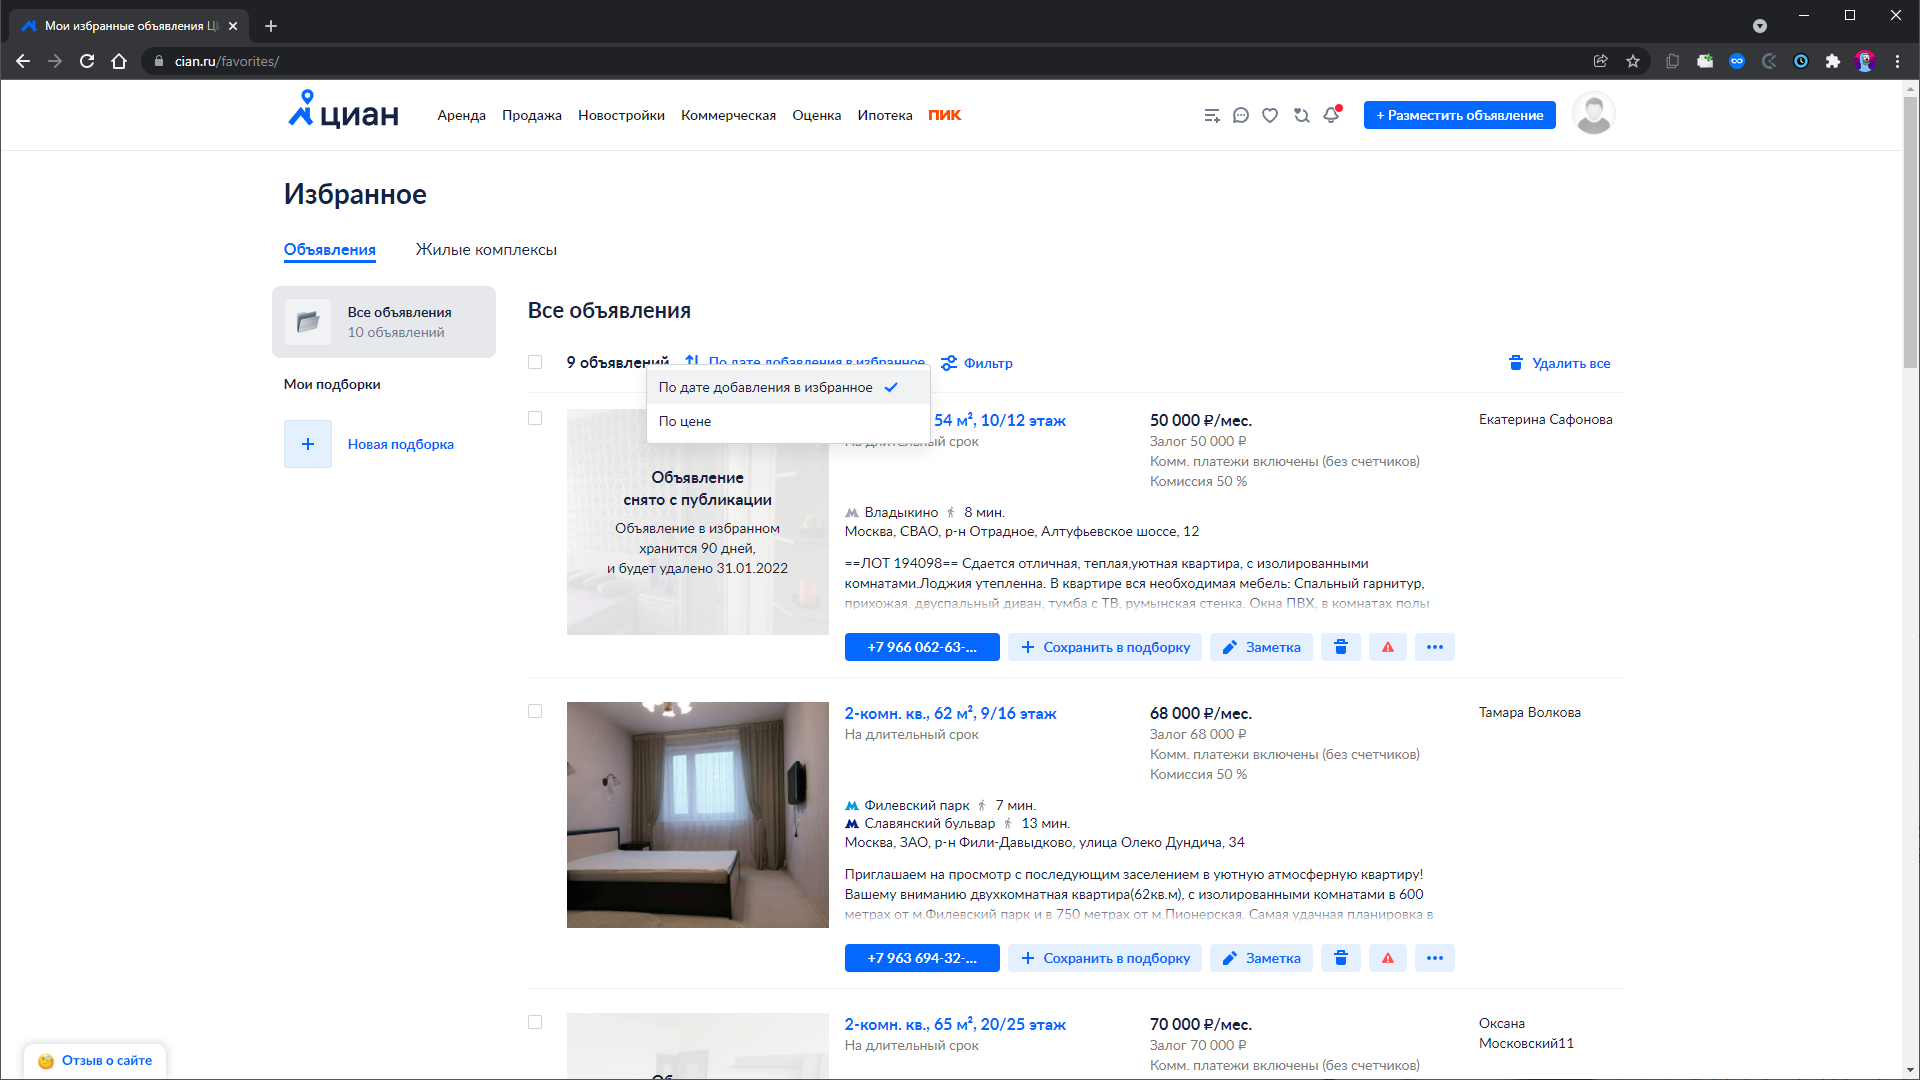 Мои избранные объявления Ц
cian.ru/favorites/
циан
Аренда
Продажа
Новостройки
Коммерческая
Оценка
Ипотека
ПИК
+ Разместить объявление
Избранное
Объявления
Жилые комплексы
Все объявления
10 объявлений
Мои подборки
+
Новая подборка
Все объявления
9 объявлений
По дате добавления в избранное
Фильтр
Удалить все
По дате добавления в избранное
По цене
54 м², 10/12 этаж
На длительный срок
50 000 ₽/мес.
Залог 50 000 ₽
Комм. платежи включены (без счетчиков)
Комиссия 50 %
Екатерина Сафонова
Объявление
снято с публикации
Объявление в избранном
хранится 90 дней,
и будет удалено 31.01.2022
Владыкино 8 мин.
Москва, СВАО, р-н Отрадное, Алтуфьевское шоссе, 12
==ЛОТ 194098== Сдается отличная, теплая,уютная квартира, с изолированными
комнатами.Лоджия утепленна. В квартире вся необходимая мебель: Спальный гарнитур,
прихожая, двуспальный диван, тумба с ТВ, румынская стенка. Окна ПВХ, в комнатах полы
+7 966 062-63-...
+ Сохранить в подборку
Заметка
2-комн. кв., 62 м², 9/16 этаж
На длительный срок
68 000 ₽/мес.
Залог 68 000 ₽
Комм. платежи включены (без счетчиков)
Комиссия 50 %
Тамара Волкова
Филевский парк 7 мин.
Славянский бульвар 13 мин.
Москва, ЗАО, р-н Фили-Давыдково, улица Олеко Дундича, 34
Приглашаем на просмотр с последующим заселением в уютную атмосферную квартиру!
Вашему вниманию двухкомнатная квартира(62кв.м), с изолированными комнатами в 600
метрах от м.Филевский парк и в 750 метрах от м.Пионерская. Самая удачная планировка в
+7 963 694-32-...
+ Сохранить в подборку
Заметка
2-комн. кв., 65 м², 20/25 этаж
На длительный срок
70 000 ₽/мес.
Залог 70 000 ₽
Комм. платежи включены (без счетчиков)
Оксана
Московский11
Отзыв о сайте